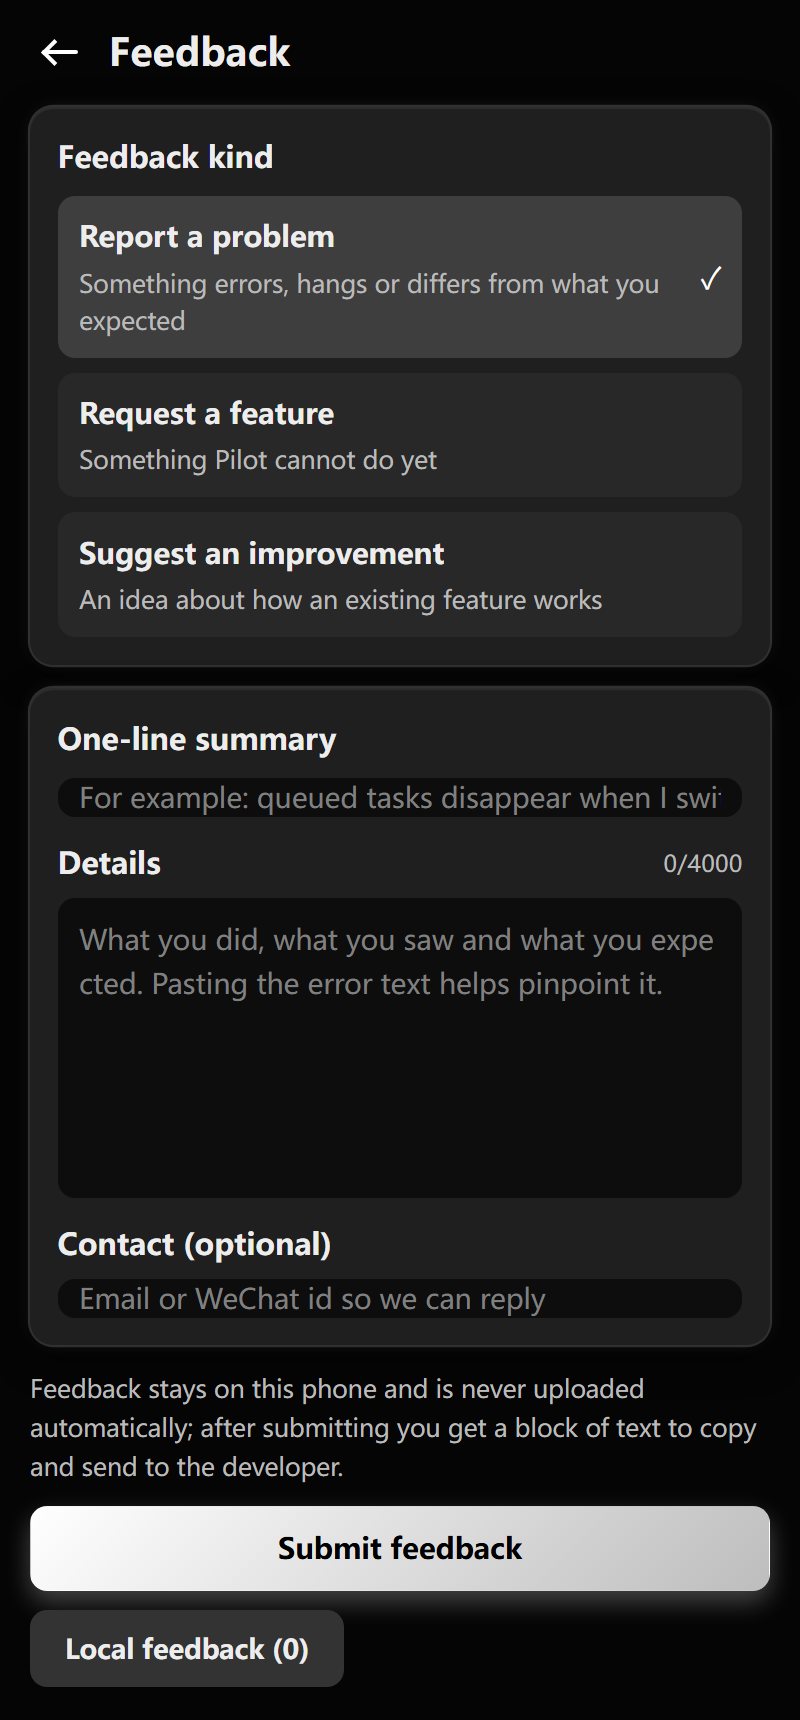 Feedback
Feedback kind
Report a problem
Something errors, hangs or differs from what you
expected
✓
Request a feature
Something Pilot cannot do yet
Suggest an improvement
An idea about how an existing feature works
One-line summary
For example: queued tasks disappear when I swi
Details
0/4000
What you did, what you saw and what you expe
cted. Pasting the error text helps pinpoint it.
Contact (optional)
Email or WeChat id so we can reply
Feedback stays on this phone and is never uploaded
automatically; after submitting you get a block of text to copy
and send to the developer.
Submit feedback
Local feedback (0)